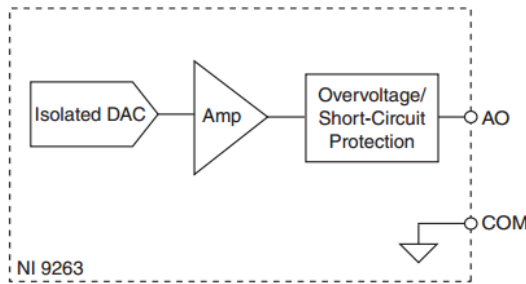 Isolated DAC
Amp
Overvoltage/
Short-Circuit
Protection
AO
COM
NI 9263